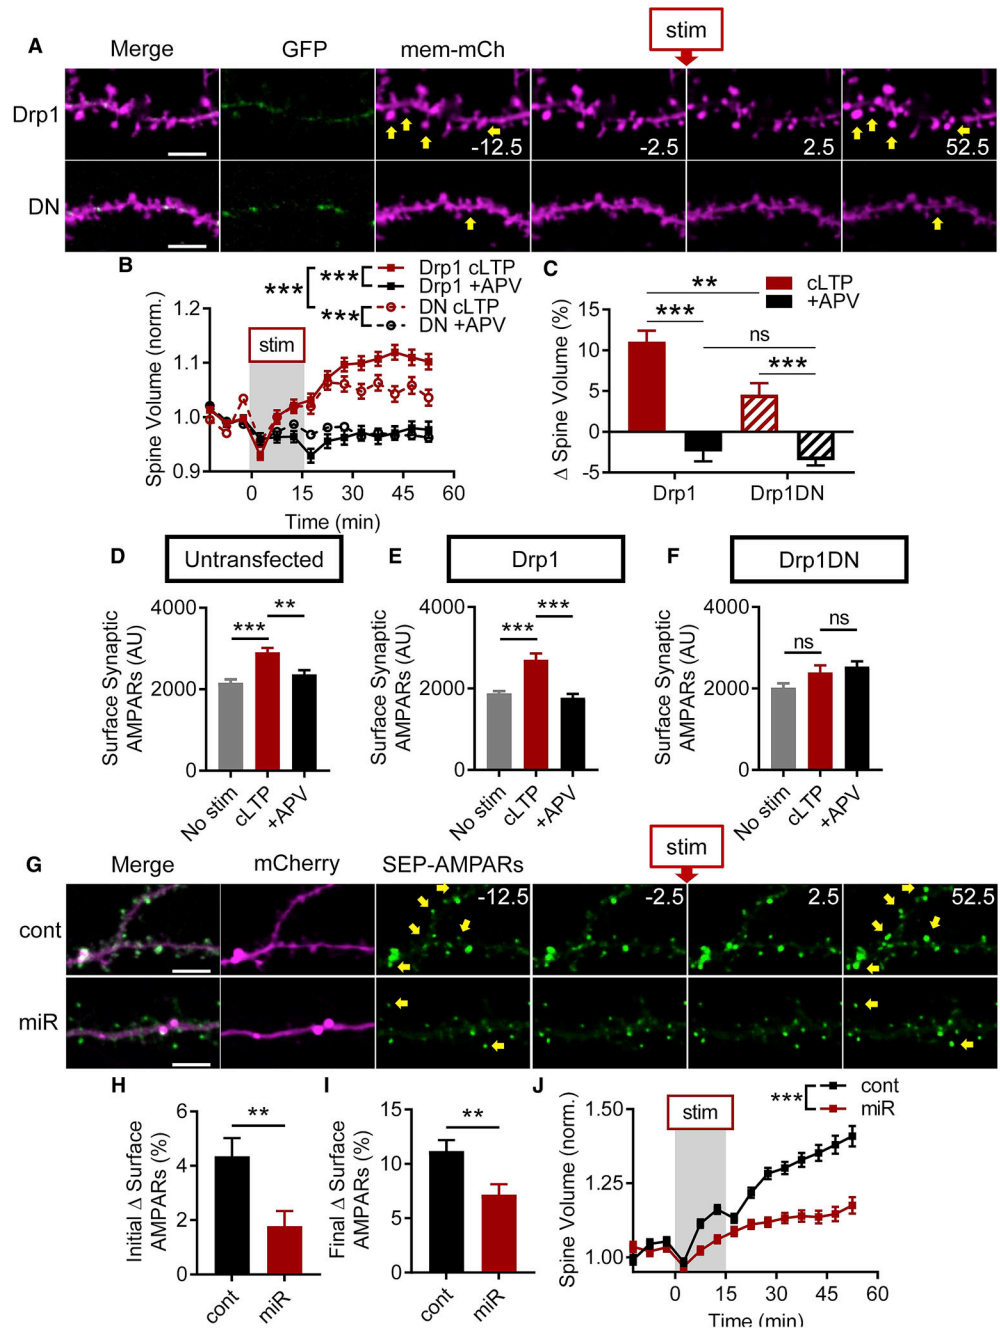 stim
A Merge GFP mem-mCh
Drp1
-12.5 -2.5 2.5 52.5
DN
B
*** *** Drp1 cLTP
Drp1 +APV
*** DN cLTP
DN +APV
Spine Volume (norm.)
1.2
1.1
1.0
0.9
stim
0 15 30 45 60
Time (min)
C
cLTP
+APV
Δ Spine Volume (%)
15
10
5
0
-5
**
***
ns
***
Drp1 Drp1DN
D Untransfected
Surface Synaptic
AMPARs (AU)
4000
2000
0
*** **
No stim cLTP +APV
E Drp1
Surface Synaptic
AMPARs (AU)
4000
2000
0
*** ***
No stim cLTP +APV
F Drp1DN
Surface Synaptic
AMPARs (AU)
4000
2000
0
ns ns
No stim cLTP +APV
stim
G Merge mCherry SEP-AMPARs
cont
-12.5 -2.5 2.5 52.5
miR
H
Initial Δ Surface
AMPARs (%)
6
4
2
0
**
cont miR
I
Final Δ Surface
AMPARs (%)
15
10
5
0
**
cont miR
J
*** cont
miR
Spine Volume (norm.)
1.50
1.25
1.00
stim
0 15 30 45 60
Time (min)